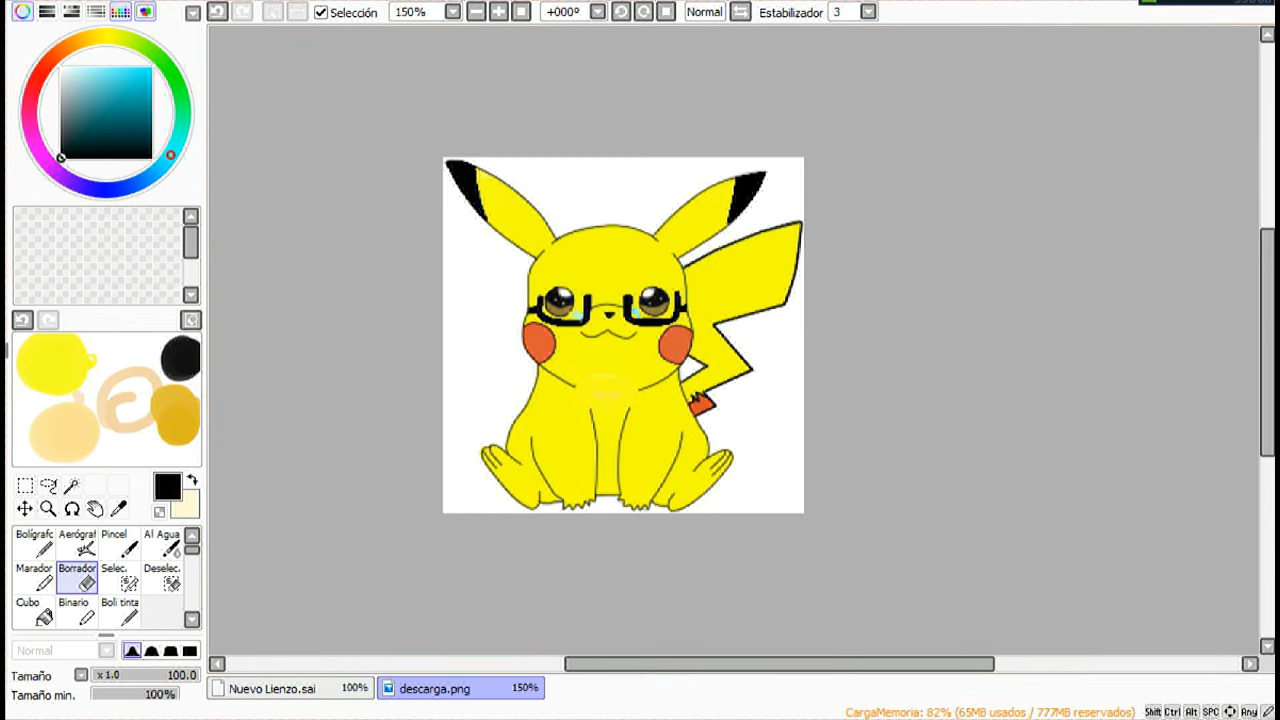 Selección 150% +000° Normal Estabilizador 3
Bolígrafo Aerógraf Pincel Al Agua
Marador Borrador Selec. Deselec.
Cubo Binario Boli tinta
Normal
Tamaño x 1.0 100.0
Tamaño min. 100%
Nuevo Lienzo.sai 100% descarga.png 150%
CargaMemoria: 82% (65MB usados / 777MB reservados) Shift Ctrl Alt SPC Any